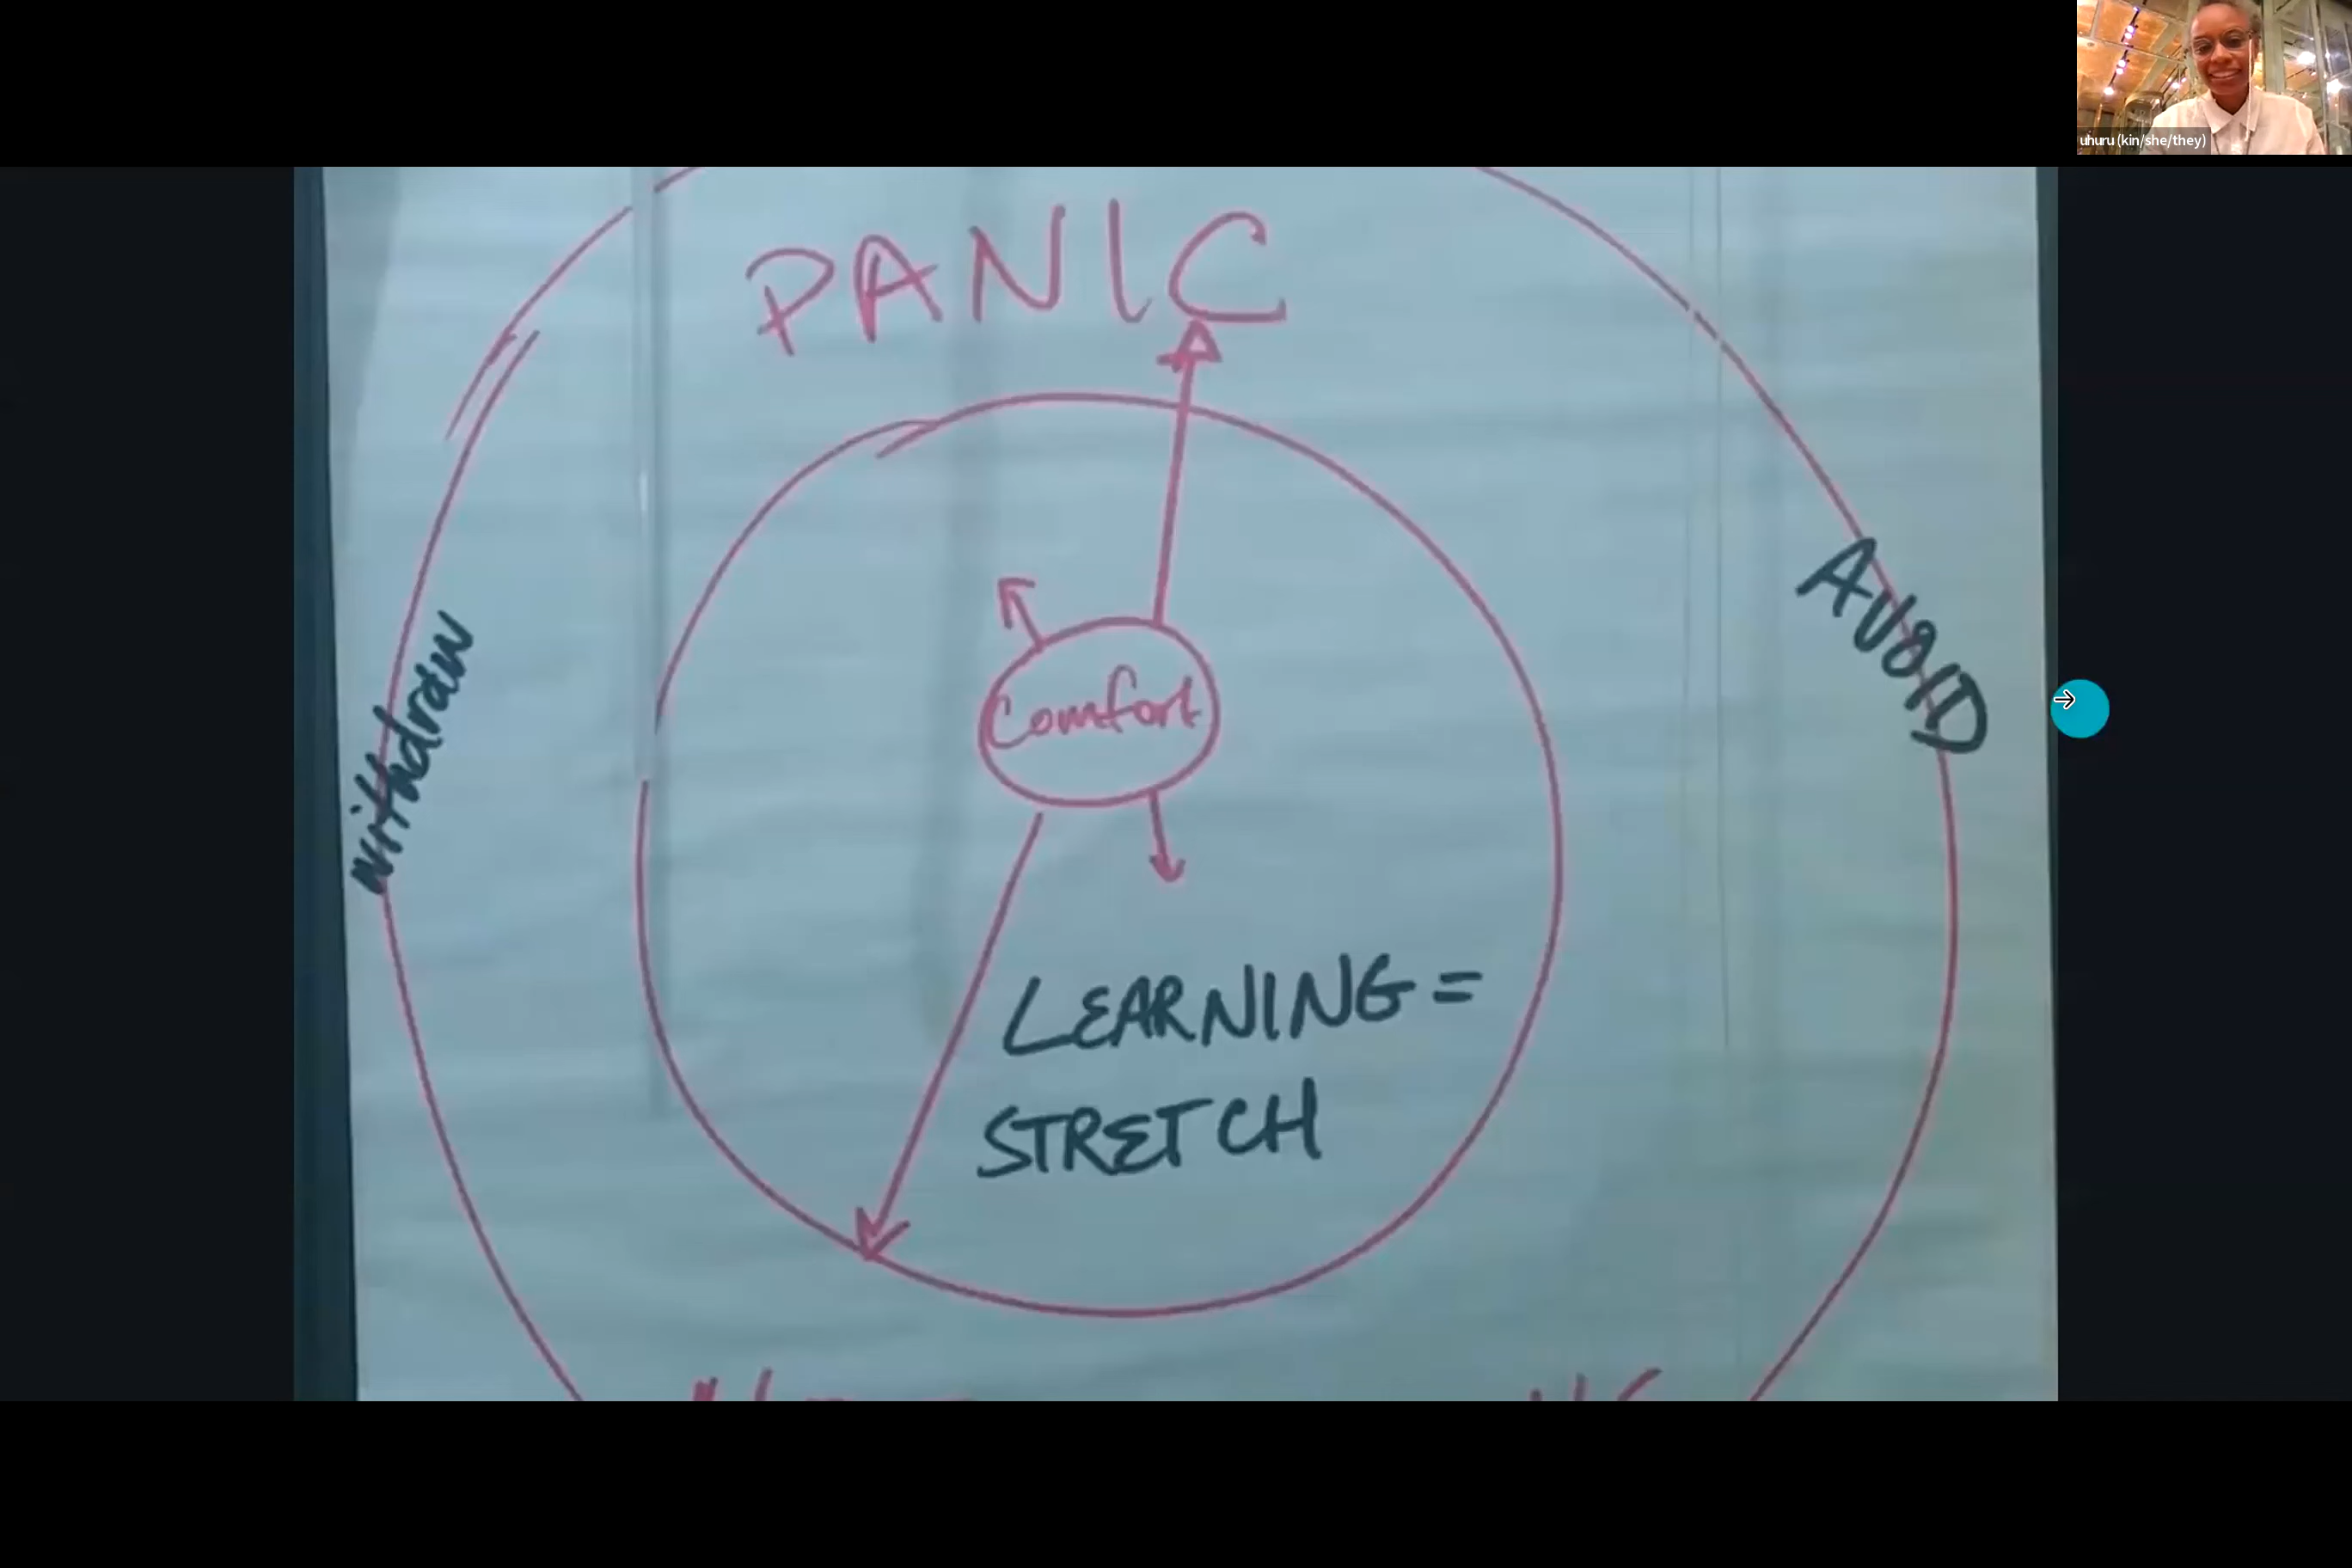 uhuru (kin/she/they)
PANIC
AVOID
withdraw
Comfort
LEARNING =
STRETCH